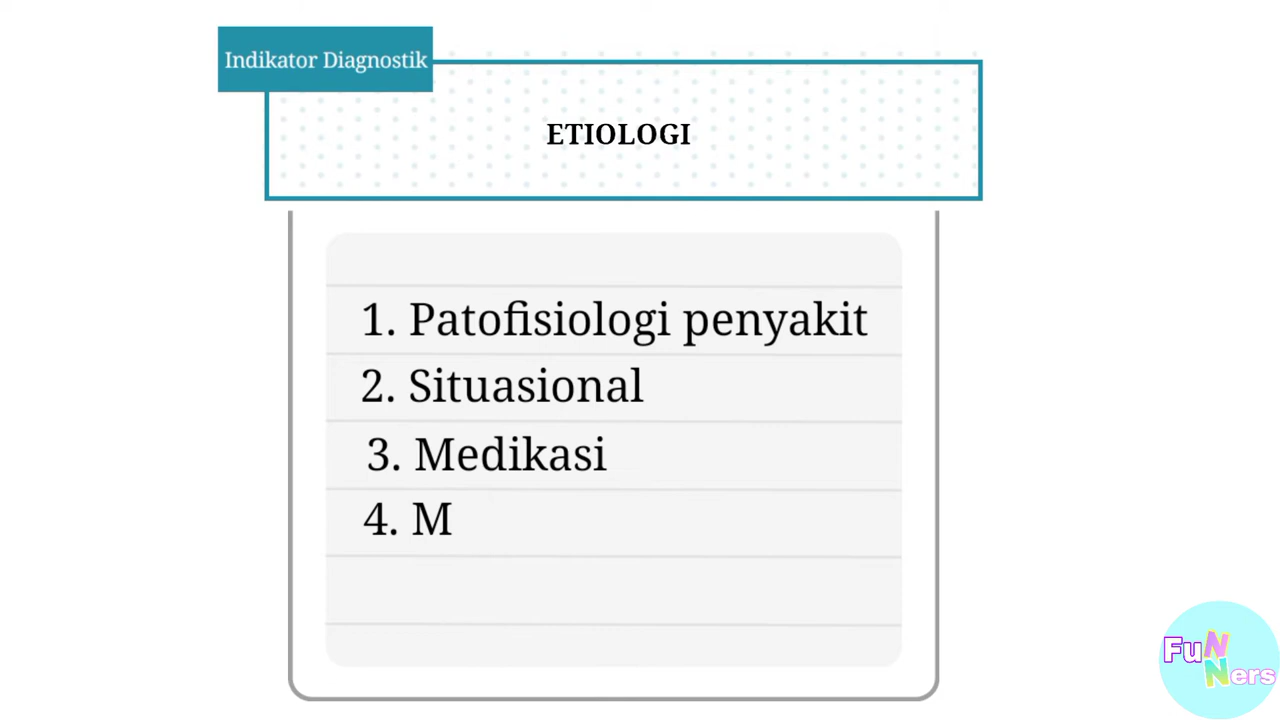 Indikator Diagnostik
ETIOLOGI
1. Patofisiologi penyakit
2. Situasional
3. Medikasi
4. M
FuN
Ners